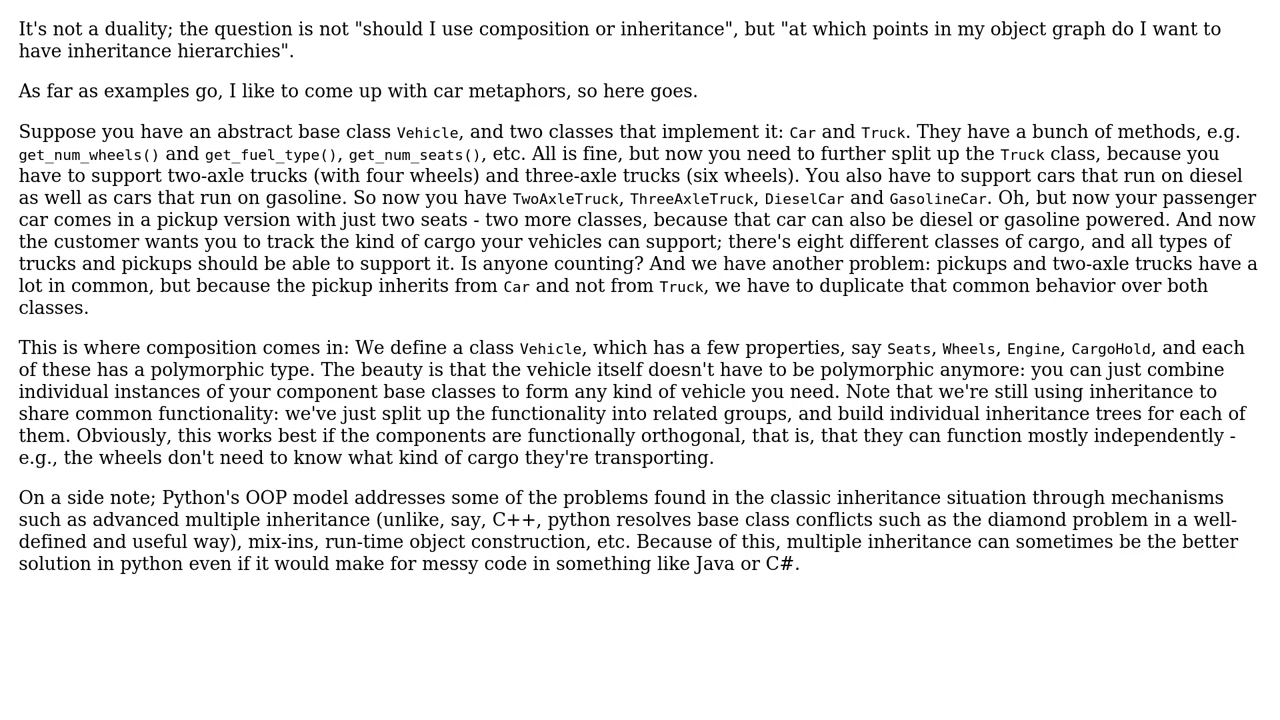 It's not a duality; the question is not "should I use composition or inheritance", but "at which points in my object graph do I want to
have inheritance hierarchies".
As far as examples go, I like to come up with car metaphors, so here goes.
Suppose you have an abstract base class Vehicle, and two classes that implement it: Car and Truck. They have a bunch of methods, e.g.
get_num_wheels() and get_fuel_type(), get_num_seats(), etc. All is fine, but now you need to further split up the Truck class, because you
have to support two-axle trucks (with four wheels) and three-axle trucks (six wheels). You also have to support cars that run on diesel
as well as cars that run on gasoline. So now you have TwoAxleTruck, ThreeAxleTruck, DieselCar and GasolineCar. Oh, but now your passenger
car comes in a pickup version with just two seats - two more classes, because that car can also be diesel or gasoline powered. And now
the customer wants you to track the kind of cargo your vehicles can support; there's eight different classes of cargo, and all types of
trucks and pickups should be able to support it. Is anyone counting? And we have another problem: pickups and two-axle trucks have a
lot in common, but because the pickup inherits from Car and not from Truck, we have to duplicate that common behavior over both
classes.
This is where composition comes in: We define a class Vehicle, which has a few properties, say Seats, Wheels, Engine, CargoHold, and each
of these has a polymorphic type. The beauty is that the vehicle itself doesn't have to be polymorphic anymore: you can just combine
individual instances of your component base classes to form any kind of vehicle you need. Note that we're still using inheritance to
share common functionality: we've just split up the functionality into related groups, and build individual inheritance trees for each of
them. Obviously, this works best if the components are functionally orthogonal, that is, that they can function mostly independently -
e.g., the wheels don't need to know what kind of cargo they're transporting.
On a side note; Python's OOP model addresses some of the problems found in the classic inheritance situation through mechanisms
such as advanced multiple inheritance (unlike, say, C++, python resolves base class conflicts such as the diamond problem in a well-
defined and useful way), mix-ins, run-time object construction, etc. Because of this, multiple inheritance can sometimes be the better
solution in python even if it would make for messy code in something like Java or C#.